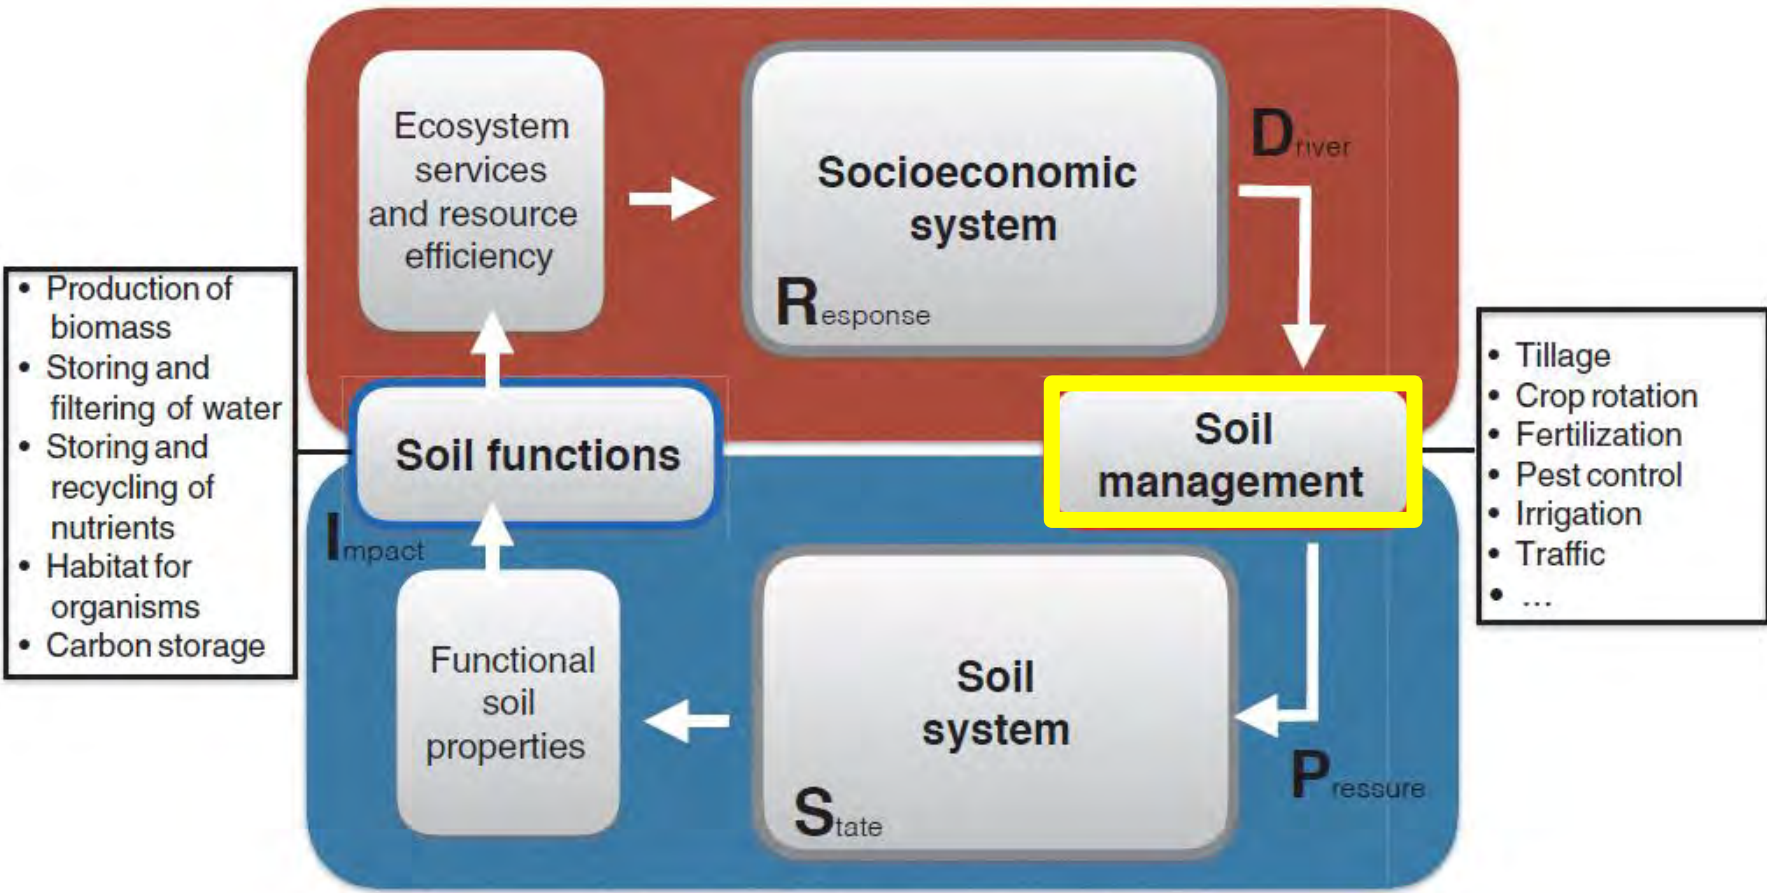 Ecosystem
services
and resource
efficiency
Socioeconomic
system
Response
Driver
• Production of
biomass
• Storing and
filtering of water
• Storing and
recycling of
nutrients
• Habitat for
organisms
• Carbon storage
Soil functions
Soil
management
• Tillage
• Crop rotation
• Fertilization
• Pest control
• Irrigation
• Traffic
• ...
Impact
Functional
soil
properties
Soil
system
State
Pressure